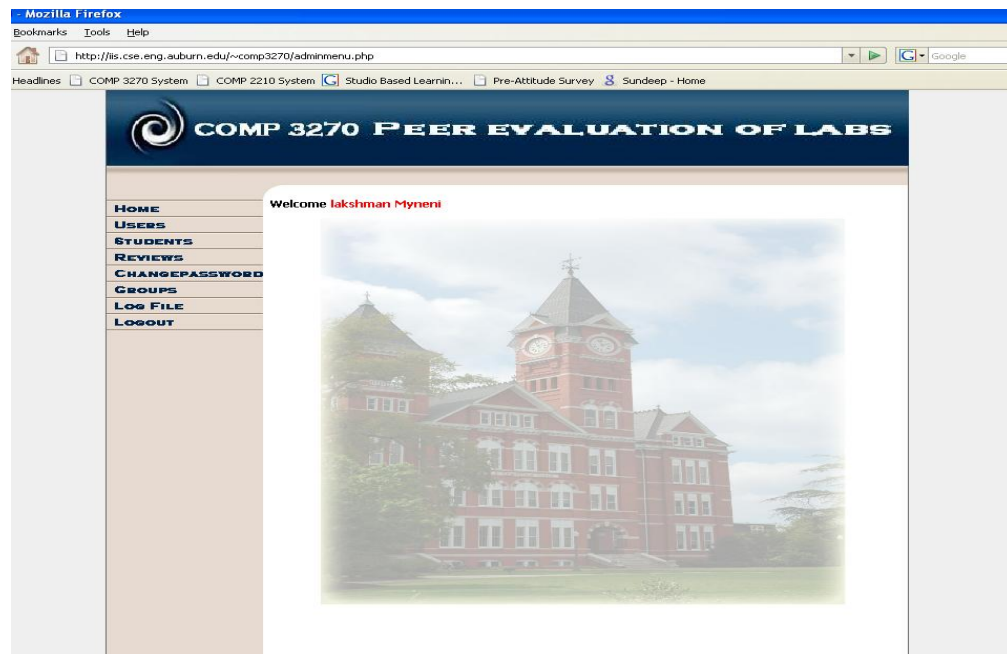 - Mozilla Firefox
Bookmarks Tools Help
http://iis.cse.eng.auburn.edu/~comp3270/adminmenu.php Google
Headlines COMP 3270 System COMP 2210 System Studio Based Learnin... Pre-Attitude Survey Sundeep - Home
COMP 3270 PEER EVALUATION OF LABS
Welcome lakshman Myneni
HOME
USERS
STUDENTS
REVIEWS
CHANGEPASSWORD
GROUPS
LOG FILE
LOGOUT